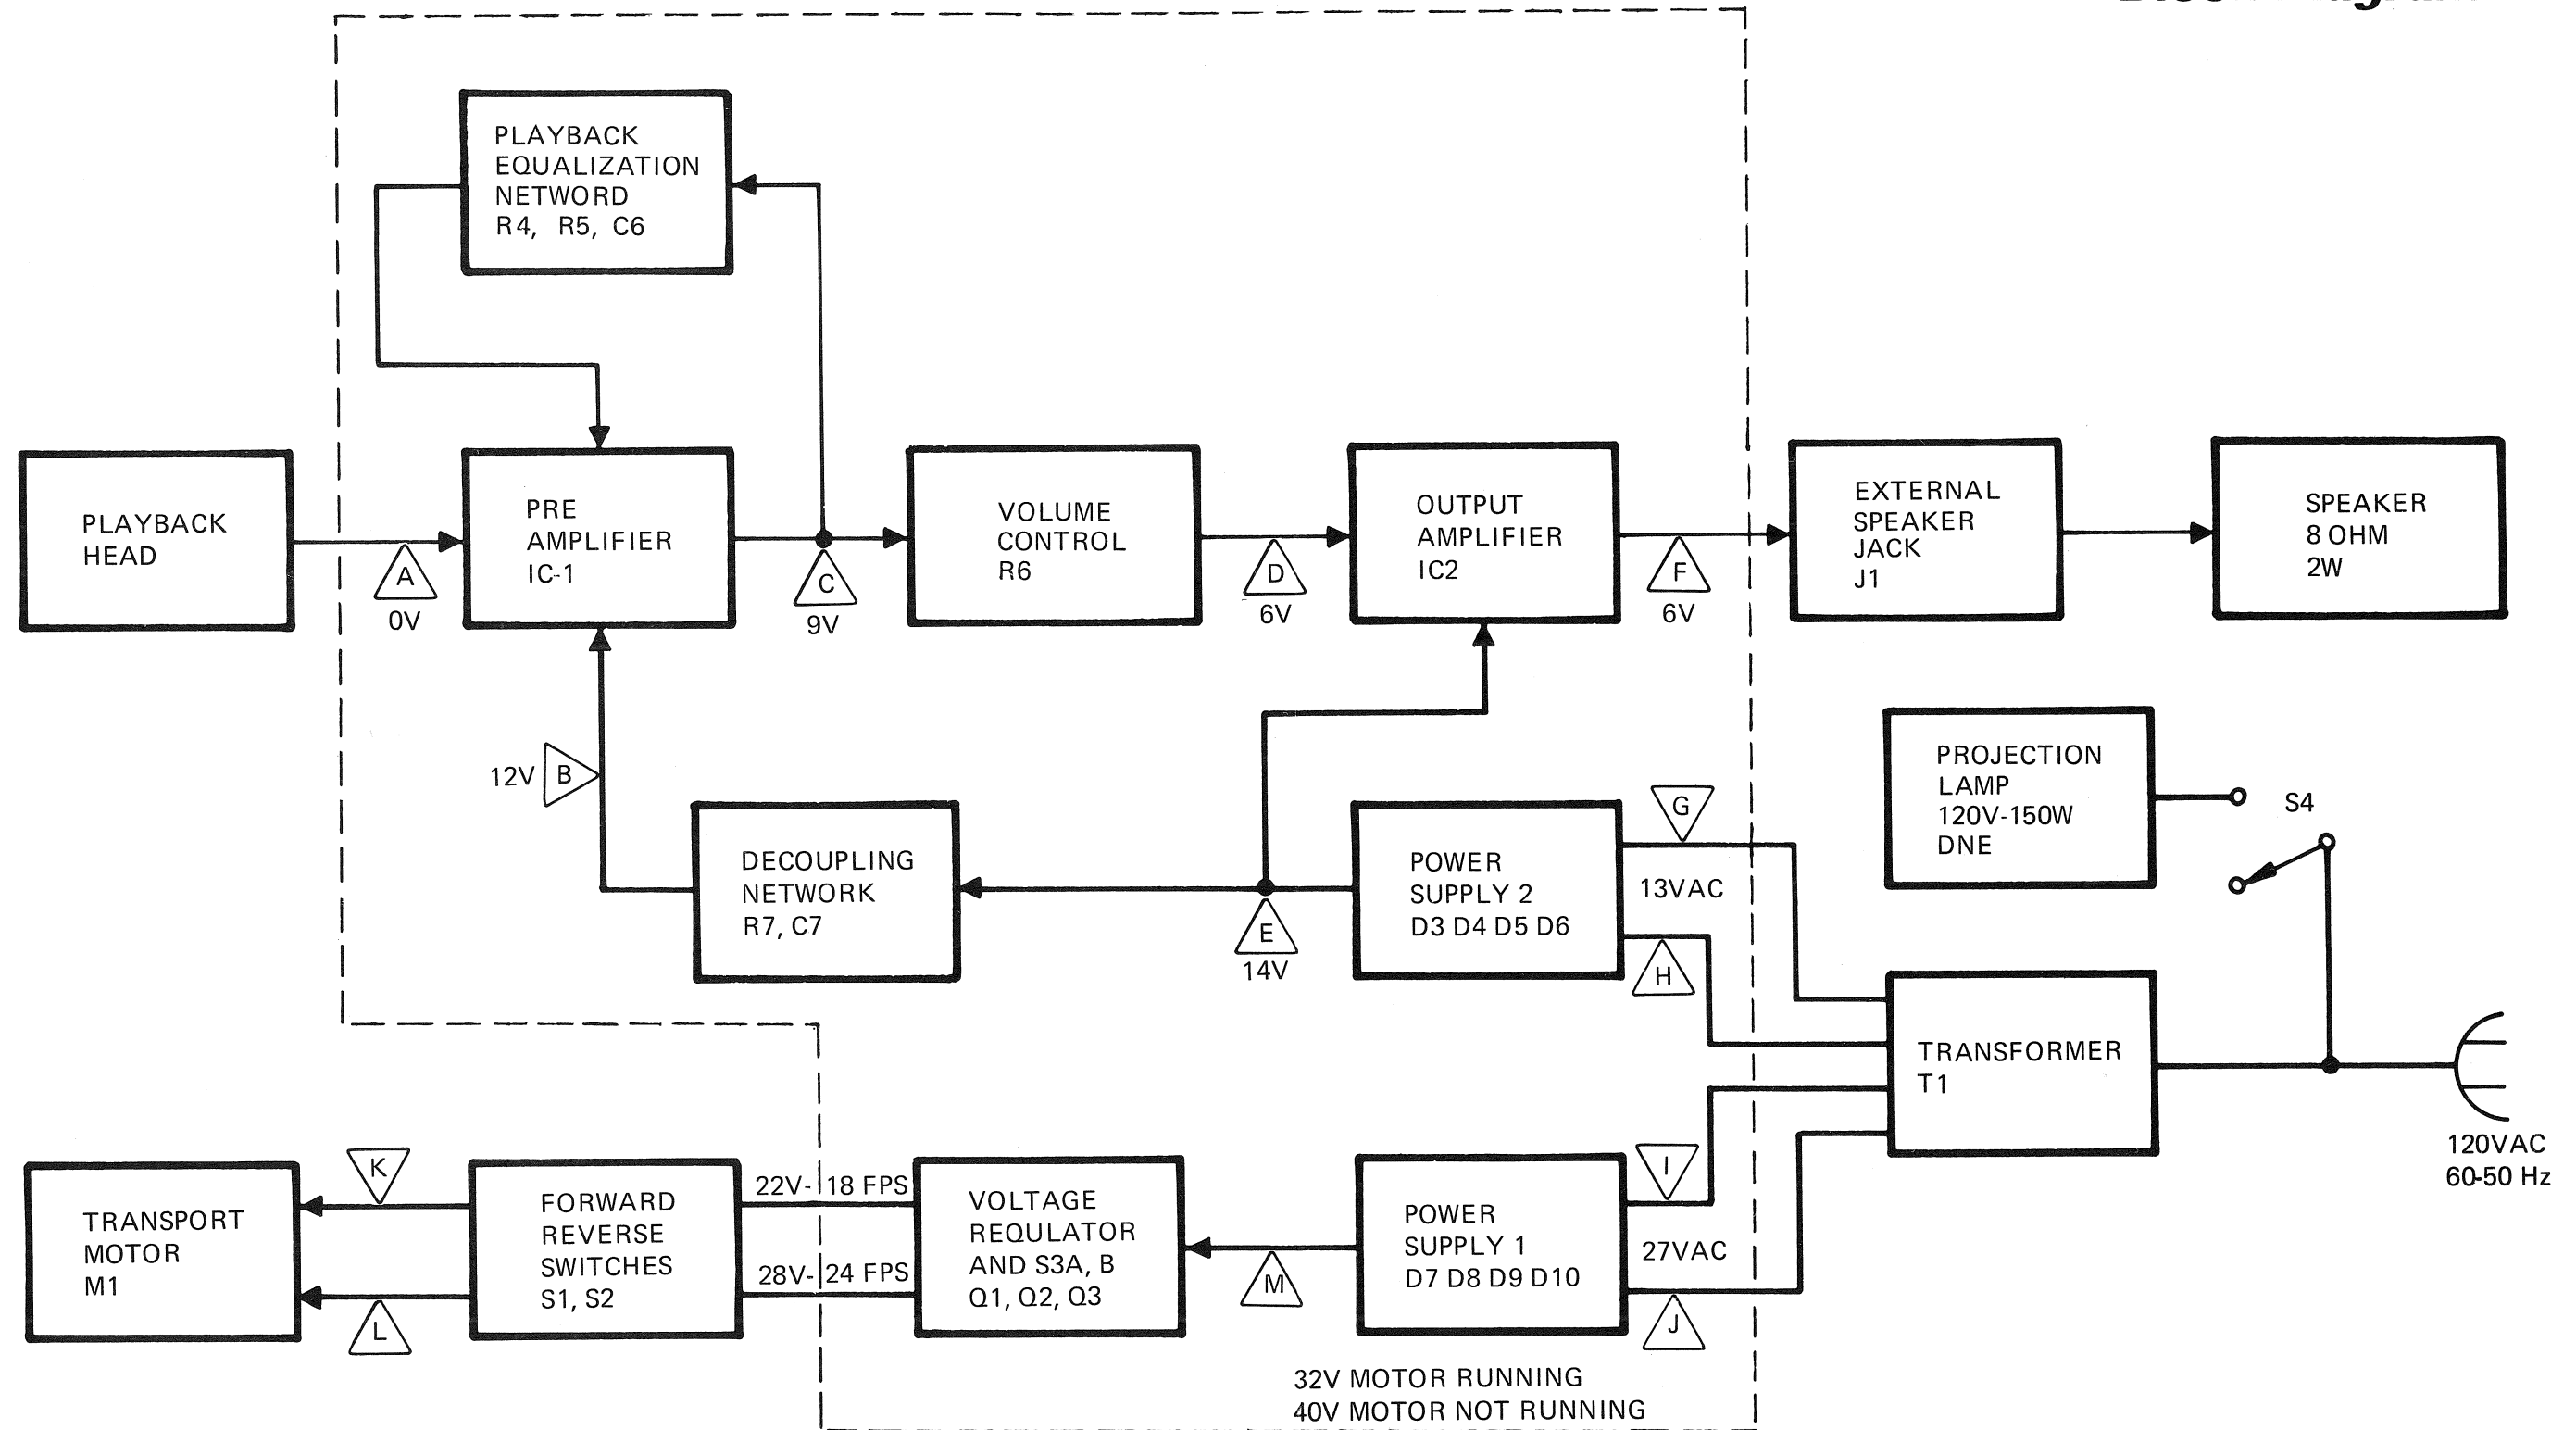 PLAYBACK
EQUALIZATION
NETWORD
R4, R5, C6
PLAYBACK
HEAD
A
0V
PRE
AMPLIFIER
IC-1
C
9V
VOLUME
CONTROL
R6
D
6V
OUTPUT
AMPLIFIER
IC2
F
6V
EXTERNAL
SPEAKER
JACK
J1
SPEAKER
8 OHM
2W
12V B
DECOUPLING
NETWORK
R7, C7
E
14V
POWER
SUPPLY 2
D3 D4 D5 D6
G
13VAC
H
PROJECTION
LAMP
120V-150W
DNE
S4
TRANSFORMER
T1
120VAC
60-50 Hz
TRANSPORT
MOTOR
M1
K
L
FORWARD
REVERSE
SWITCHES
S1, S2
22V- 18 FPS
28V- 24 FPS
VOLTAGE
REQULATOR
AND S3A, B
Q1, Q2, Q3
M
POWER
SUPPLY 1
D7 D8 D9 D10
I
27VAC
J
32V MOTOR RUNNING
40V MOTOR NOT RUNNING